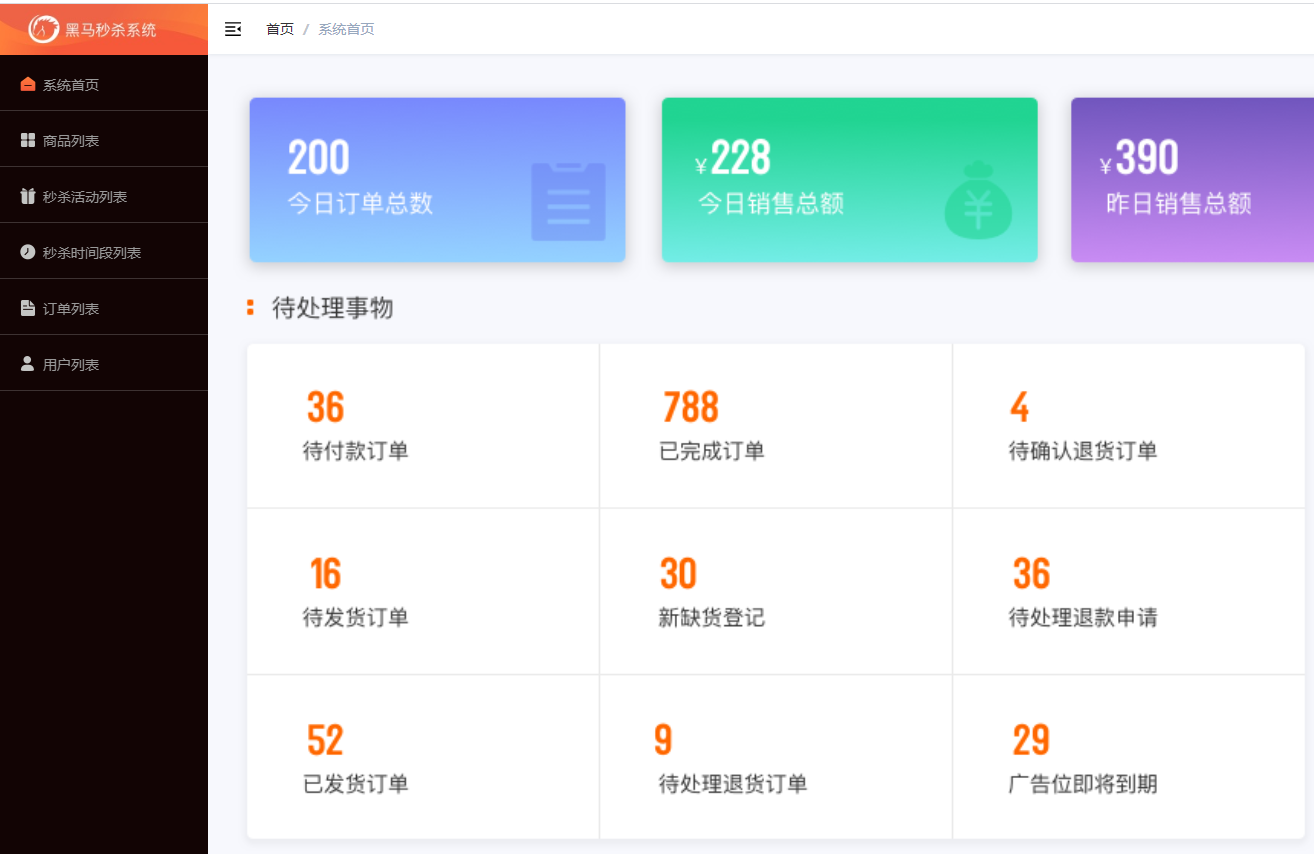 黑马秒杀系统
首页 / 系统首页
系统首页
商品列表
秒杀活动列表
秒杀时间段列表
订单列表
用户列表
200
今日订单总数
¥228
今日销售总额
¥390
昨日销售总额
待处理事物
36
待付款订单
788
已完成订单
4
待确认退货订单
16
待发货订单
30
新缺货登记
36
待处理退款申请
52
已发货订单
9
待处理退货订单
29
广告位即将到期